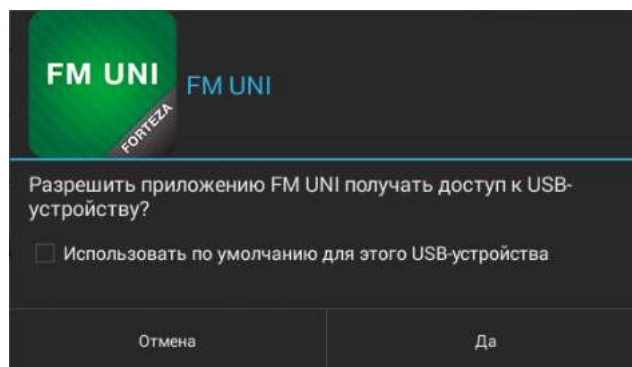 FM UNI
FORTEZA
FM UNI
Разрешить приложению FM UNI получать доступ к USB-
устройству?
Использовать по умолчанию для этого USB-устройства
Отмена
Да